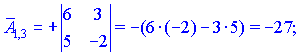 Ā₁,₃ = + |6 3; 5 −2| = −(6·(−2) − 3·5) = −27;